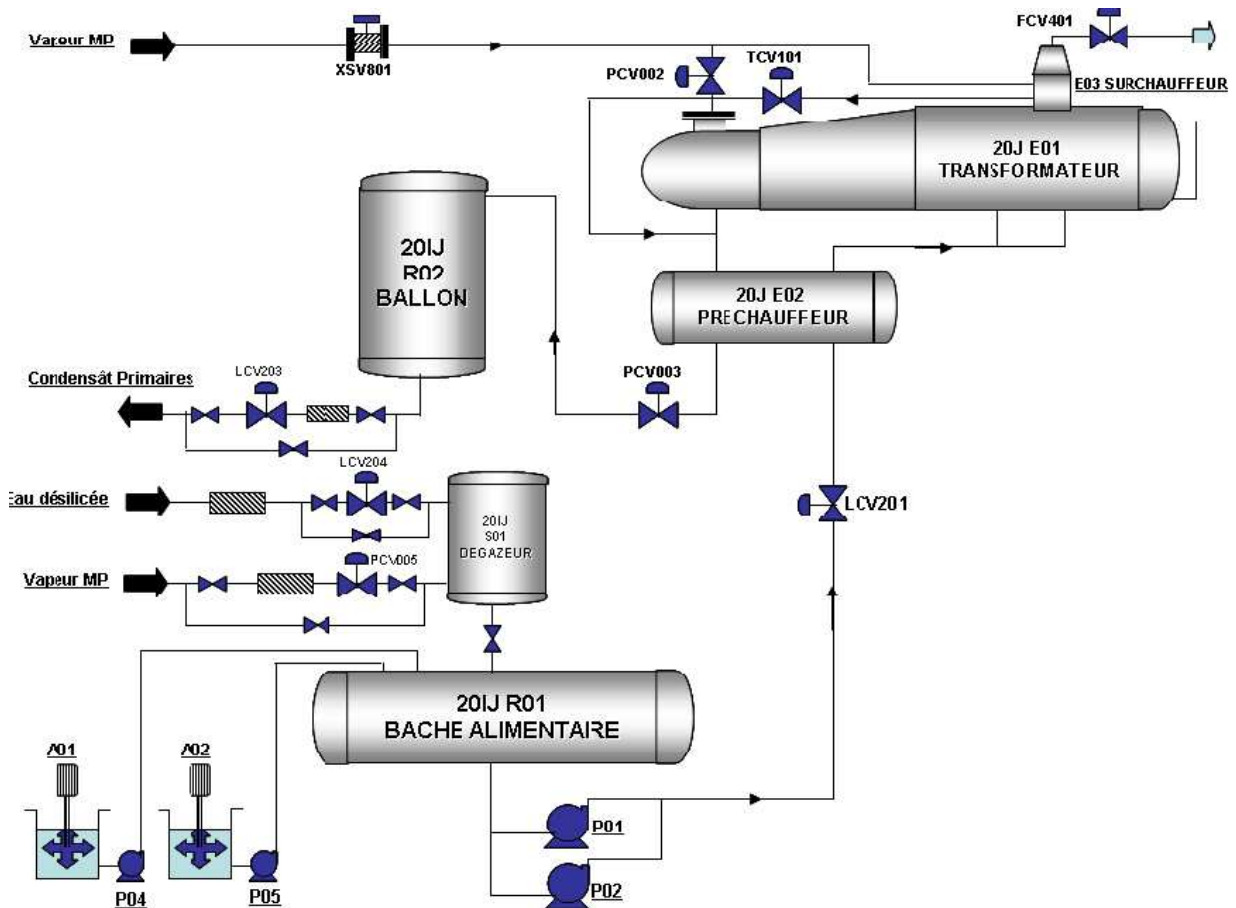 Vapeur MP
XSV801
FCV401
PCV002
TCV101
E03 SURCHAUFFEUR
20J E01
TRANSFORMATEUR
20IJ
R02
BALLON
20J E02
PRECHAUFFEUR
Condensât Primaires
LCV203
PCV003
Eau désilicée
LCV204
20IJ
S01
DEGAZEUR
LCV201
Vapeur MP
PCV005
20IJ R01
BACHE ALIMENTAIRE
A01
A02
P01
P02
P04
P05